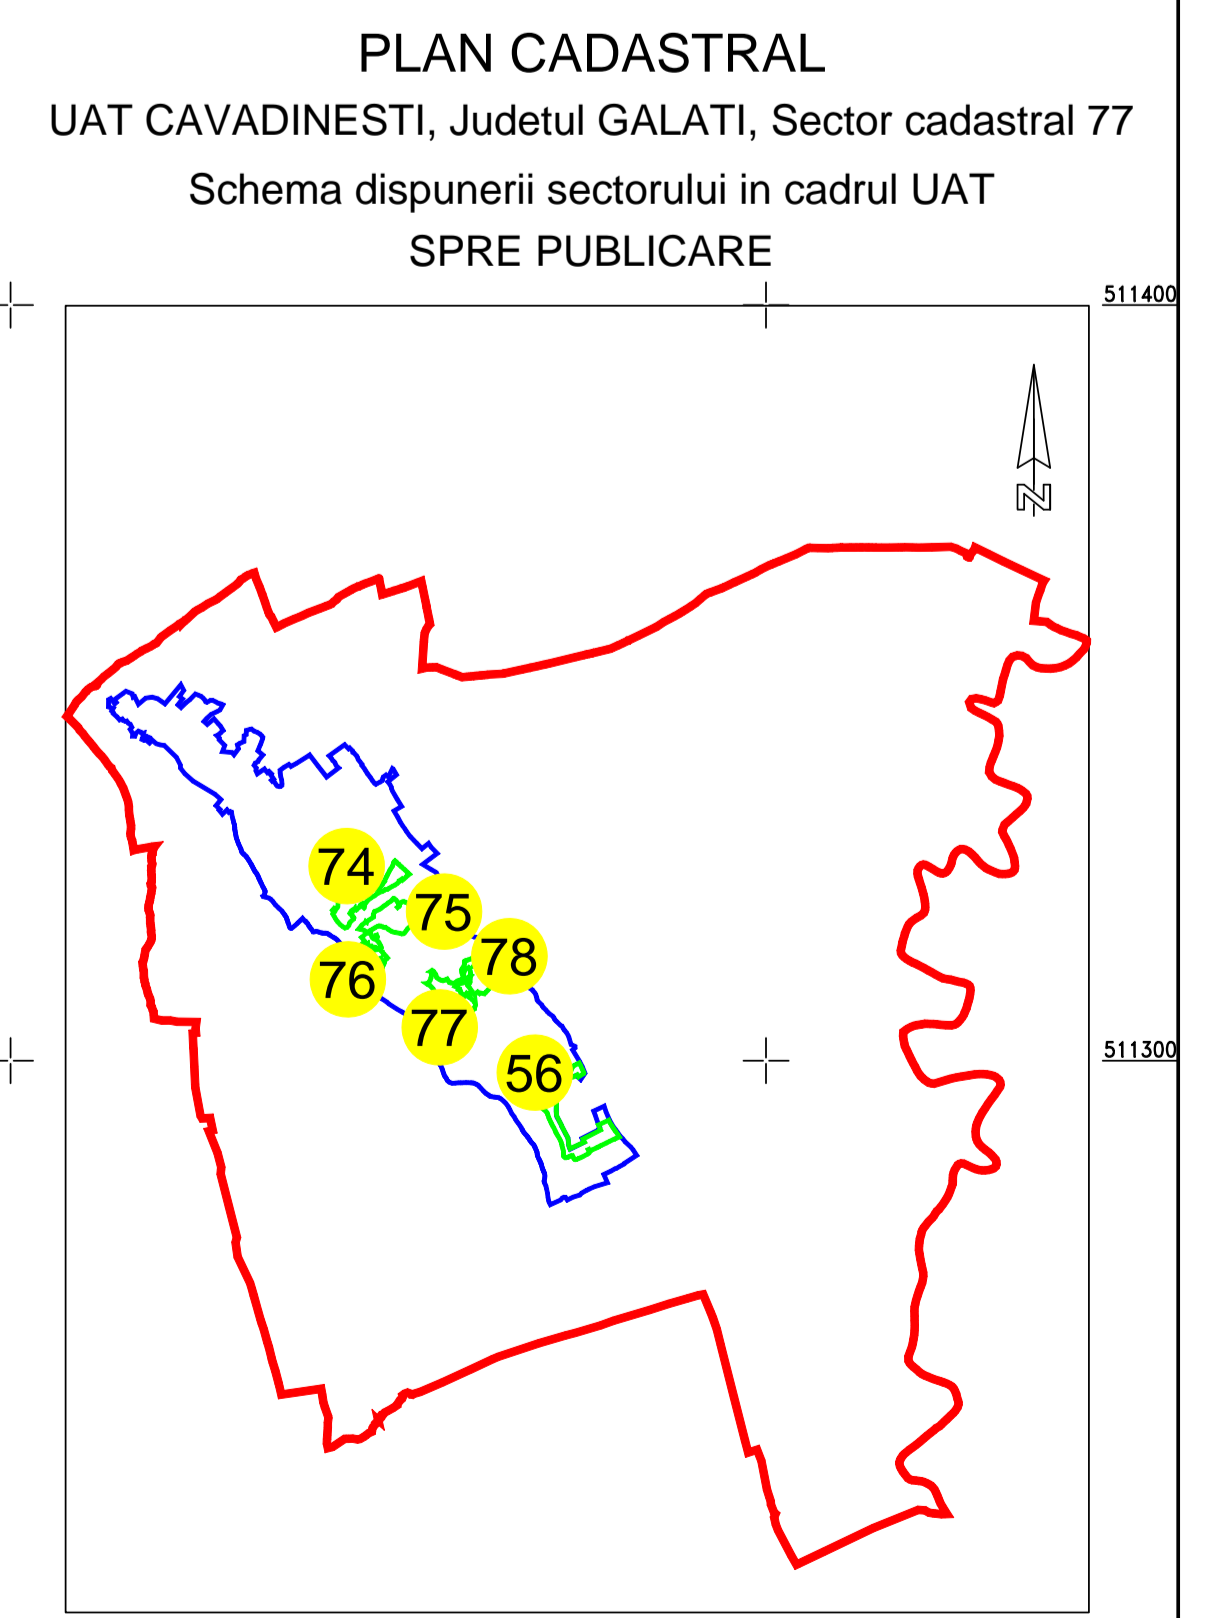 PLAN CADASTRAL
UAT CAVADINESTI, Judetul GALATI, Sector cadastral 77
Schema dispunerii sectorului in cadrul UAT
SPRE PUBLICARE
511400
N
74
75
78
76
77
511300
56